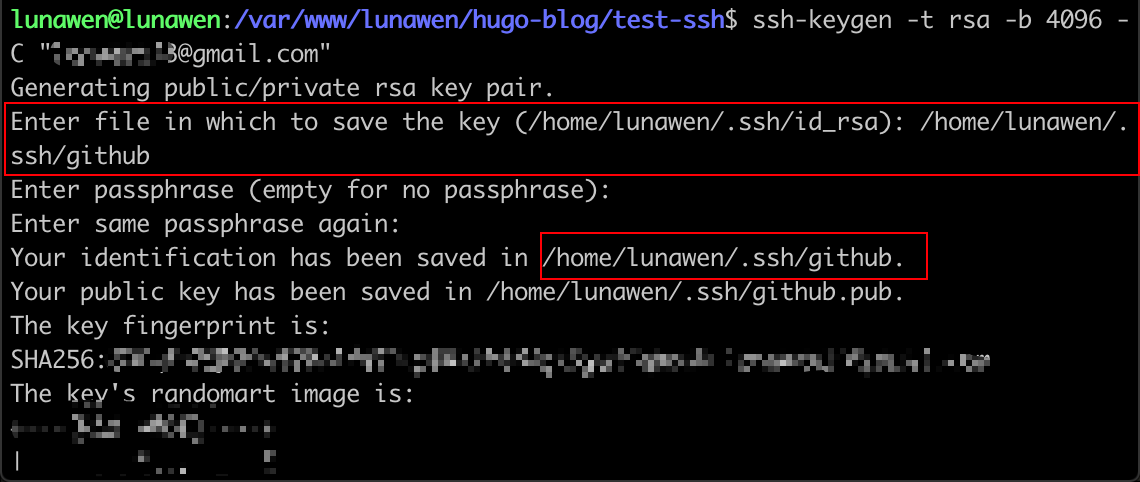 lunawen@lunawen:/var/www/lunawen/hugo-blog/test-ssh$ ssh-keygen -t rsa -b 4096 -
C "@gmail.com"
Generating public/private rsa key pair.
Enter file in which to save the key (/home/lunawen/.ssh/id_rsa): /home/lunawen/.
ssh/github
Enter passphrase (empty for no passphrase):
Enter same passphrase again:
Your identification has been saved in /home/lunawen/.ssh/github.
Your public key has been saved in /home/lunawen/.ssh/github.pub.
The key fingerprint is:
SHA256:
The key's randomart image is:
|